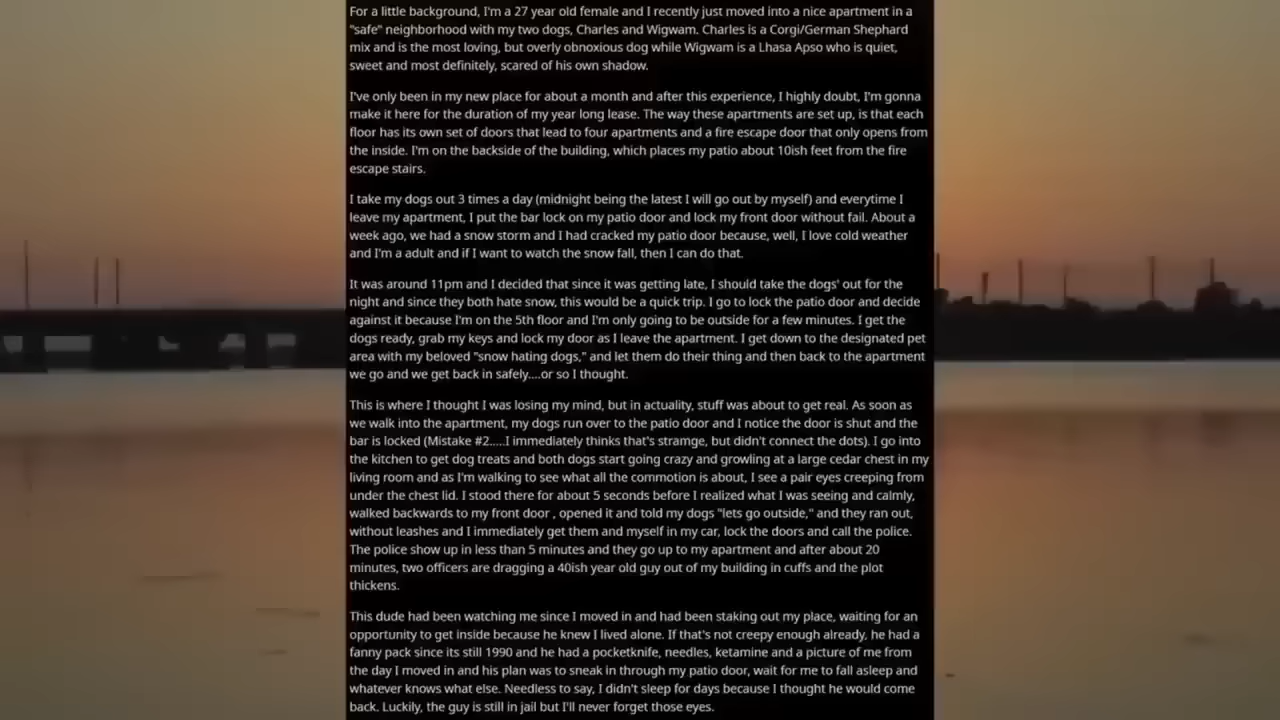 For a little background, I'm a 27 year old female and I recently just moved into a nice apartment in a
"safe" neighborhood with my two dogs, Charles and Wigwam. Charles is a Corgi/German Shephard
mix and is the most loving, but overly obnoxious dog while Wigwam is a Lhasa Apso who is quiet,
sweet and most definitely, scared of his own shadow.
I've only been in my new place for about a month and after this experience, I highly doubt, I'm gonna
make it here for the duration of my year long lease. The way these apartments are set up, is that each
floor has its own set of doors that lead to four apartments and a fire escape door that only opens from
the inside. I'm on the backside of the building, which places my patio about 10ish feet from the fire
escape stairs.
I take my dogs out 3 times a day (midnight being the latest I will go out by myself) and everytime I
leave my apartment, I put the bar lock on my patio door and lock my front door without fail. About a
week ago, we had a snow storm and I had cracked my patio door because, well, I love cold weather
and I'm a adult and if I want to watch the snow fall, then I can do that.
It was around 11pm and I decided that since it was getting late, I should take the dogs' out for the
night and since they both hate snow, this would be a quick trip. I go to lock the patio door and decide
against it because I'm on the 5th floor and I'm only going to be outside for a few minutes. I get the
dogs ready, grab my keys and lock my door as I leave the apartment. I get down to the designated pet
area with my beloved "snow hating dogs," and let them do their thing and then back to the apartment
we go and we get back in safely....or so I thought.
This is where I thought I was losing my mind, but in actuality, stuff was about to get real. As soon as
we walk into the apartment, my dogs run over to the patio door and I notice the door is shut and the
bar is locked (Mistake #2.....I immediately thinks that's stramge, but didn't connect the dots). I go into
the kitchen to get dog treats and both dogs start going crazy and growling at a large cedar chest in my
living room and as I'm walking to see what all the commotion is about, I see a pair eyes creeping from
under the chest lid. I stood there for about 5 seconds before I realized what I was seeing and calmly,
walked backwards to my front door , opened it and told my dogs "lets go outside," and they ran out,
without leashes and I immediately get them and myself in my car, lock the doors and call the police.
The police show up in less than 5 minutes and they go up to my apartment and after about 20
minutes, two officers are dragging a 40ish year old guy out of my building in cuffs and the plot
thickens.
This dude had been watching me since I moved in and had been staking out my place, waiting for an
opportunity to get inside because he knew I lived alone. If that's not creepy enough already, he had a
fanny pack since its still 1990 and he had a pocketknife, needles, ketamine and a picture of me from
the day I moved in and his plan was to sneak in through my patio door, wait for me to fall asleep and
whatever knows what else. Needless to say, I didn't sleep for days because I thought he would come
back. Luckily, the guy is still in jail but I'll never forget those eyes.